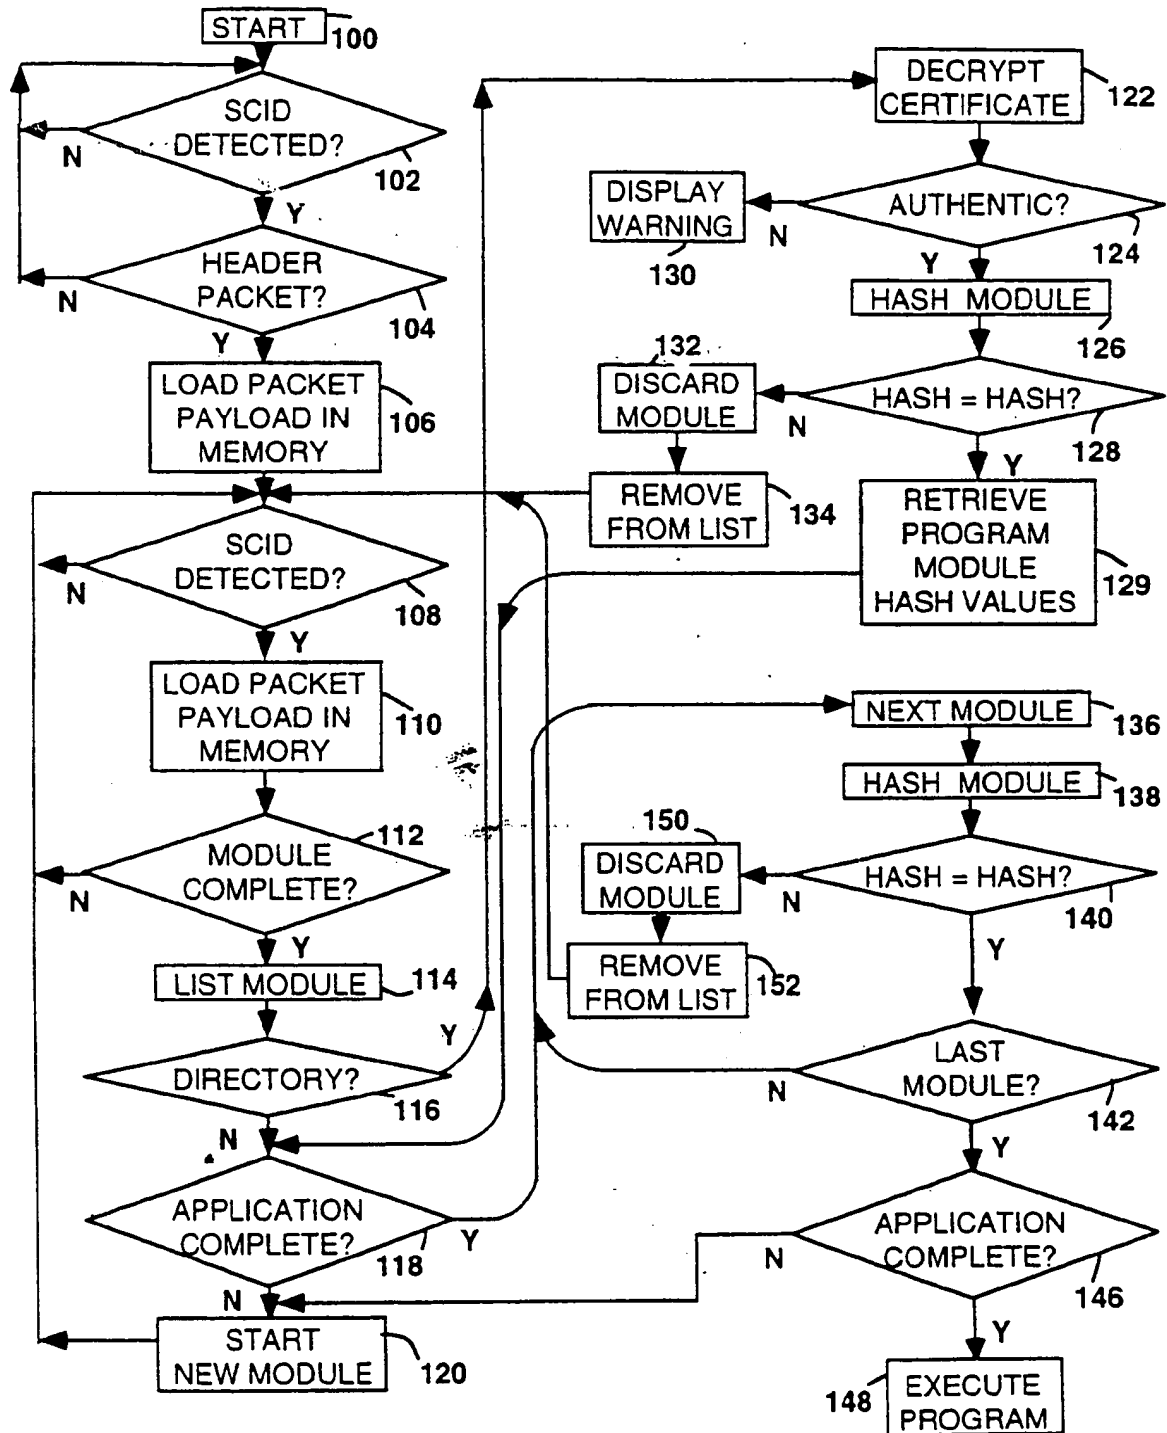 START
100
SCID
DETECTED?
102
N
Y
HEADER
PACKET?
104
N
Y
LOAD PACKET
PAYLOAD IN
MEMORY
106
SCID
DETECTED?
108
N
Y
LOAD PACKET
PAYLOAD IN
MEMORY
110
MODULE
COMPLETE?
112
N
Y
LIST MODULE
114
DIRECTORY?
116
Y
N
APPLICATION
COMPLETE?
118
Y
N
START
NEW MODULE
120
DECRYPT
CERTIFICATE
122
AUTHENTIC?
124
N
DISPLAY
WARNING
130
Y
HASH MODULE
126
HASH = HASH?
128
N
132
DISCARD
MODULE
REMOVE
FROM LIST
134
Y
RETRIEVE
PROGRAM
MODULE
HASH VALUES
129
NEXT MODULE
136
HASH MODULE
138
HASH = HASH?
140
N
150
DISCARD
MODULE
REMOVE
FROM LIST
152
Y
LAST
MODULE?
142
N
Y
APPLICATION
COMPLETE?
146
N
Y
148
EXECUTE
PROGRAM